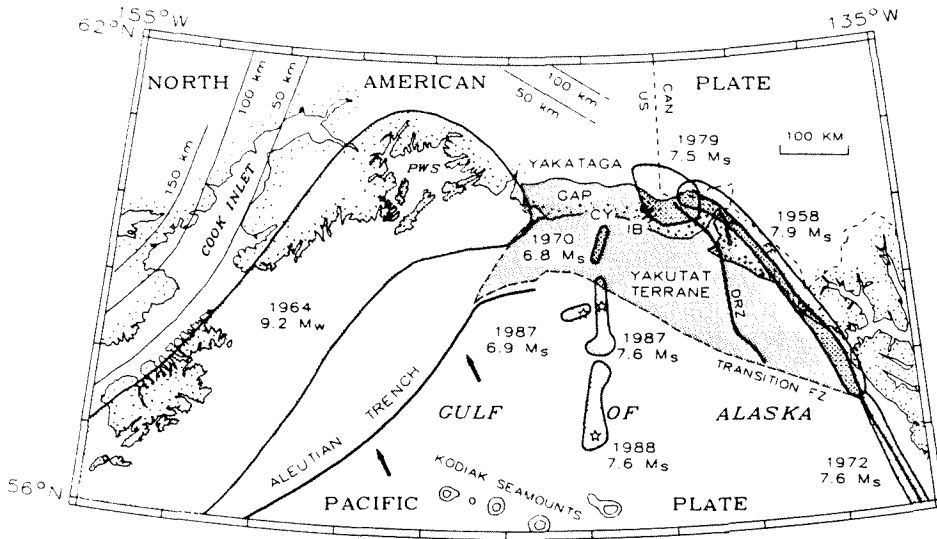 155°W
62°N
135°W
NORTH
AMERICAN
PLATE
150 km
100 km
50 km
100 km
50 km
CAN
US
100 KM
COOK INLET
PWS
YAKATAGA
GAP
CY
IB
1979
7.5 Ms
1958
7.9 Ms
1970
6.8 Ms
YAKUTAT
TERRANE
DRZ
1964
9.2 Mw
1987
6.9 Ms
1987
7.6 Ms
TRANSITION FZ
ALEUTIAN TRENCH
GULF
OF
ALASKA
1988
7.6 Ms
1972
7.6 Ms
KODIAK SEAMOUNTS
56°N
PACIFIC
PLATE